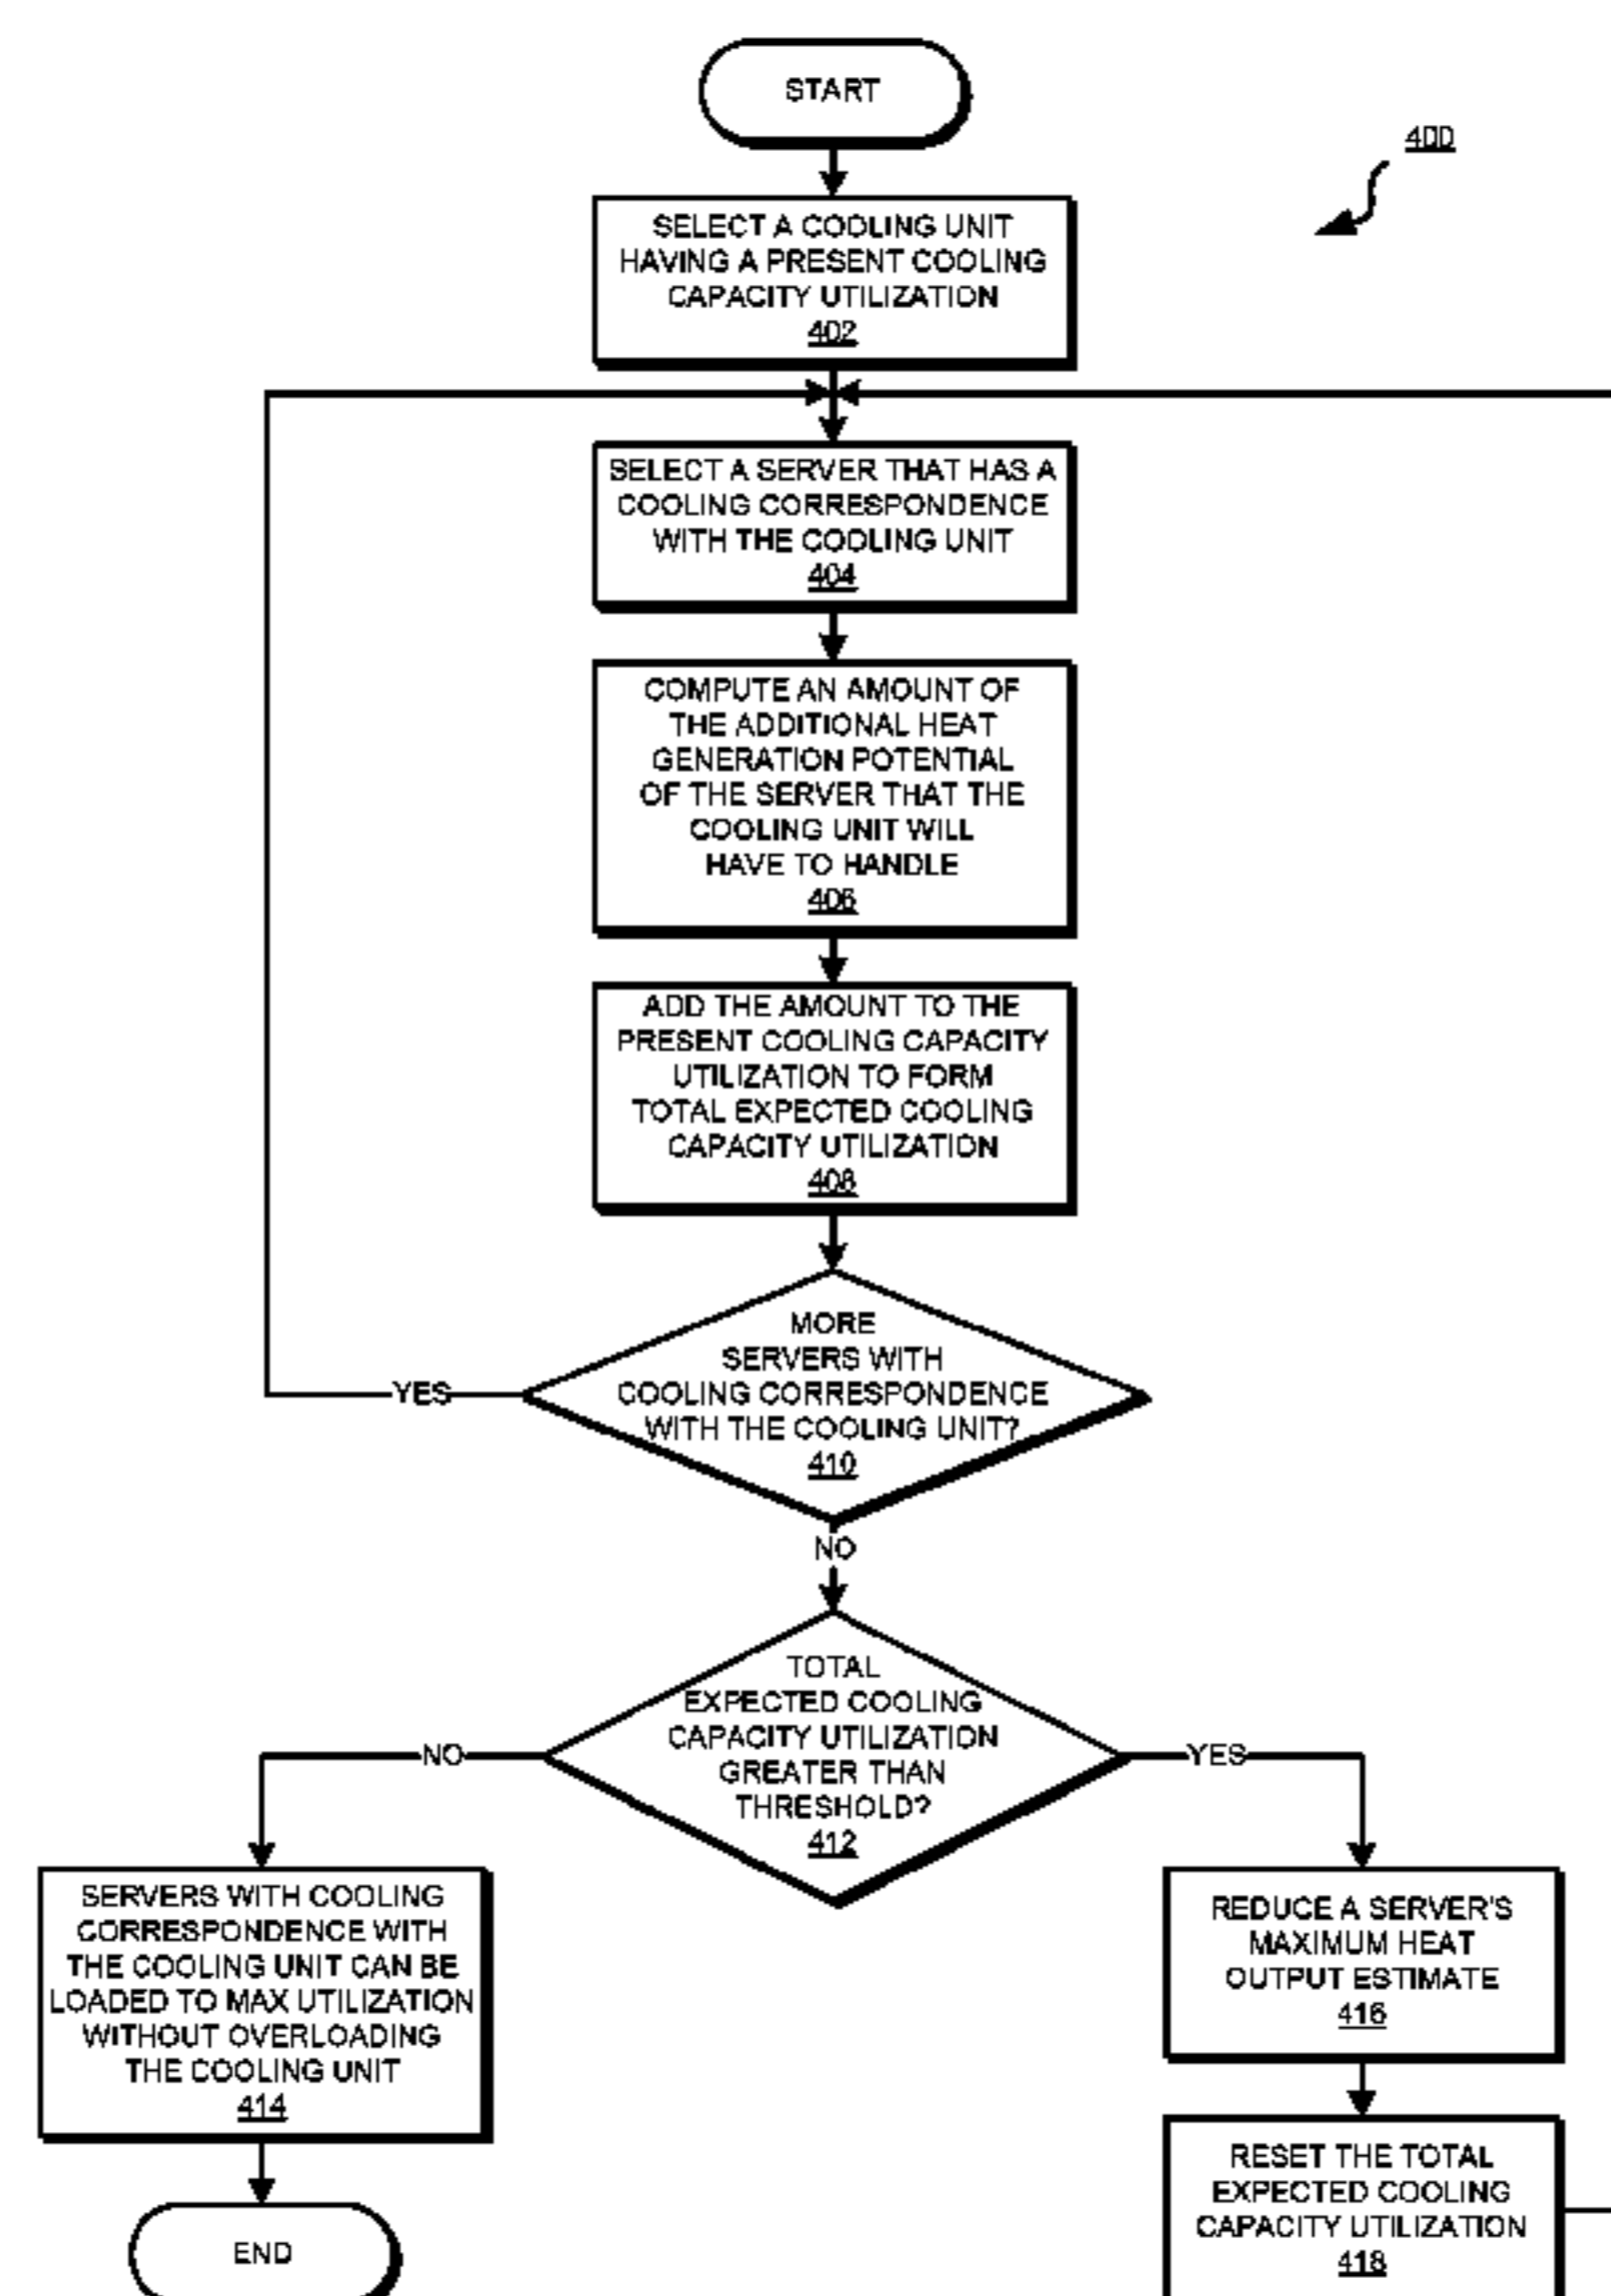 START
400
SELECT A COOLING UNIT
HAVING A PRESENT COOLING
CAPACITY UTILIZATION
402
SELECT A SERVER THAT HAS A
COOLING CORRESPONDENCE
WITH THE COOLING UNIT
404
COMPUTE AN AMOUNT OF
THE ADDITIONAL HEAT
GENERATION POTENTIAL
OF THE SERVER THAT THE
COOLING UNIT WILL
HAVE TO HANDLE
406
ADD THE AMOUNT TO THE
PRESENT COOLING CAPACITY
UTILIZATION TO FORM
TOTAL EXPECTED COOLING
CAPACITY UTILIZATION
408
MORE
SERVERS WITH
COOLING CORRESPONDENCE
WITH THE COOLING UNIT?
410
YES
NO
TOTAL
EXPECTED COOLING
CAPACITY UTILIZATION
GREATER THAN
THRESHOLD?
412
NO
YES
SERVERS WITH COOLING
CORRESPONDENCE WITH
THE COOLING UNIT CAN BE
LOADED TO MAX UTILIZATION
WITHOUT OVERLOADING
THE COOLING UNIT
414
REDUCE A SERVER'S
MAXIMUM HEAT
OUTPUT ESTIMATE
416
RESET THE TOTAL
EXPECTED COOLING
CAPACITY UTILIZATION
418
END